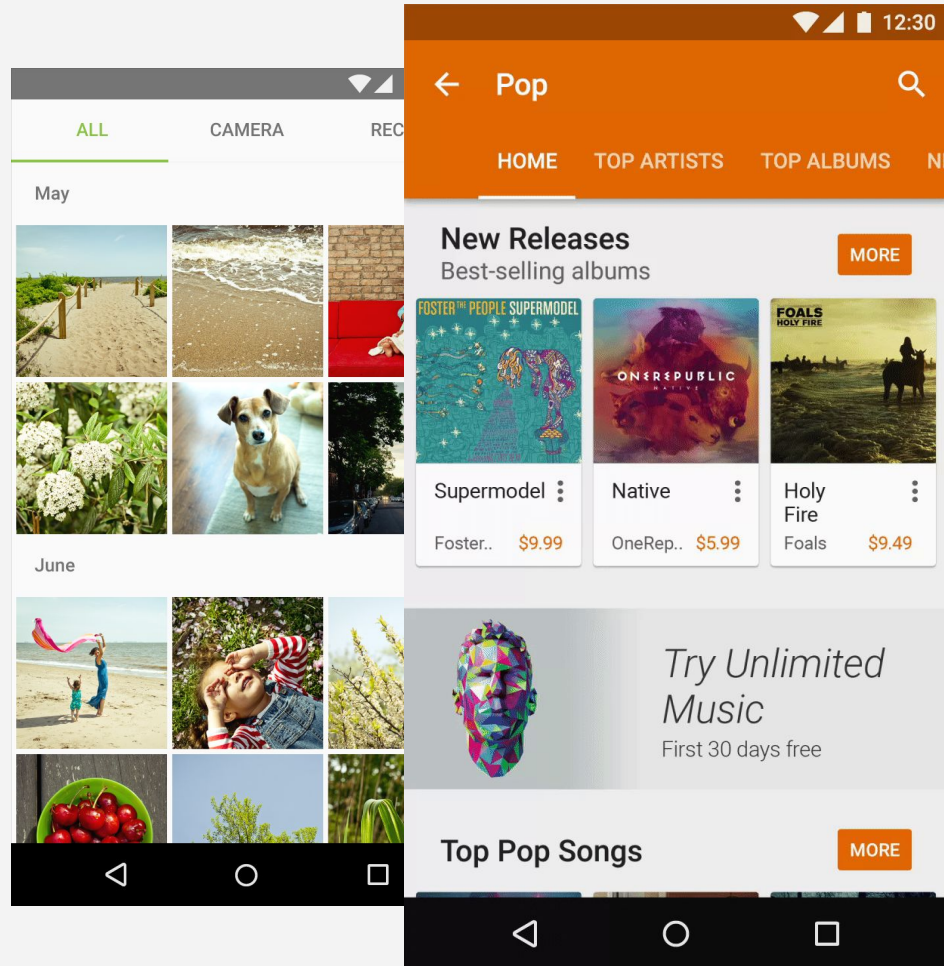 ALL CAMERA REC
May
June
12:30
Pop
HOME TOP ARTISTS TOP ALBUMS N
New Releases
Best-selling albums
MORE
FOSTER THE PEOPLE SUPERMODEL
ONEREPUBLIC
NATIVE
FOALS
HOLY FIRE
Supermodel
Foster.. $9.99
Native
OneRep.. $5.99
Holy
Fire
Foals $9.49
Try Unlimited
Music
First 30 days free
Top Pop Songs
MORE